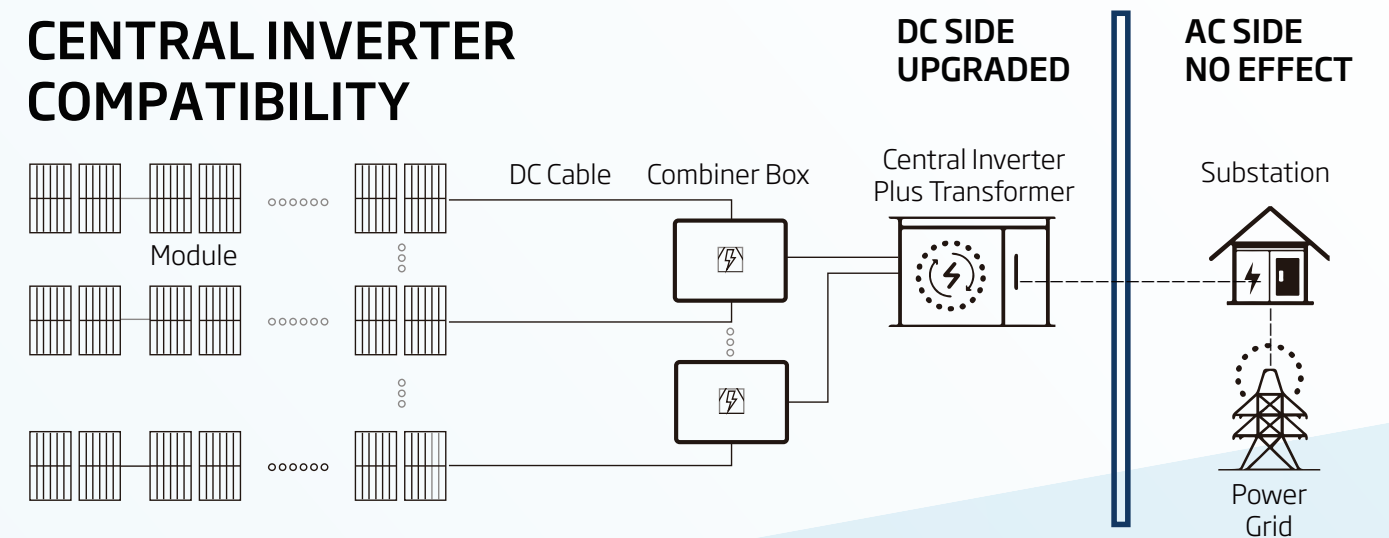 CENTRAL INVERTER
COMPATIBILITY
DC SIDE
UPGRADED
AC SIDE
NO EFFECT
DC Cable
Combiner Box
Central Inverter
Plus Transformer
Substation
Module
Power
Grid